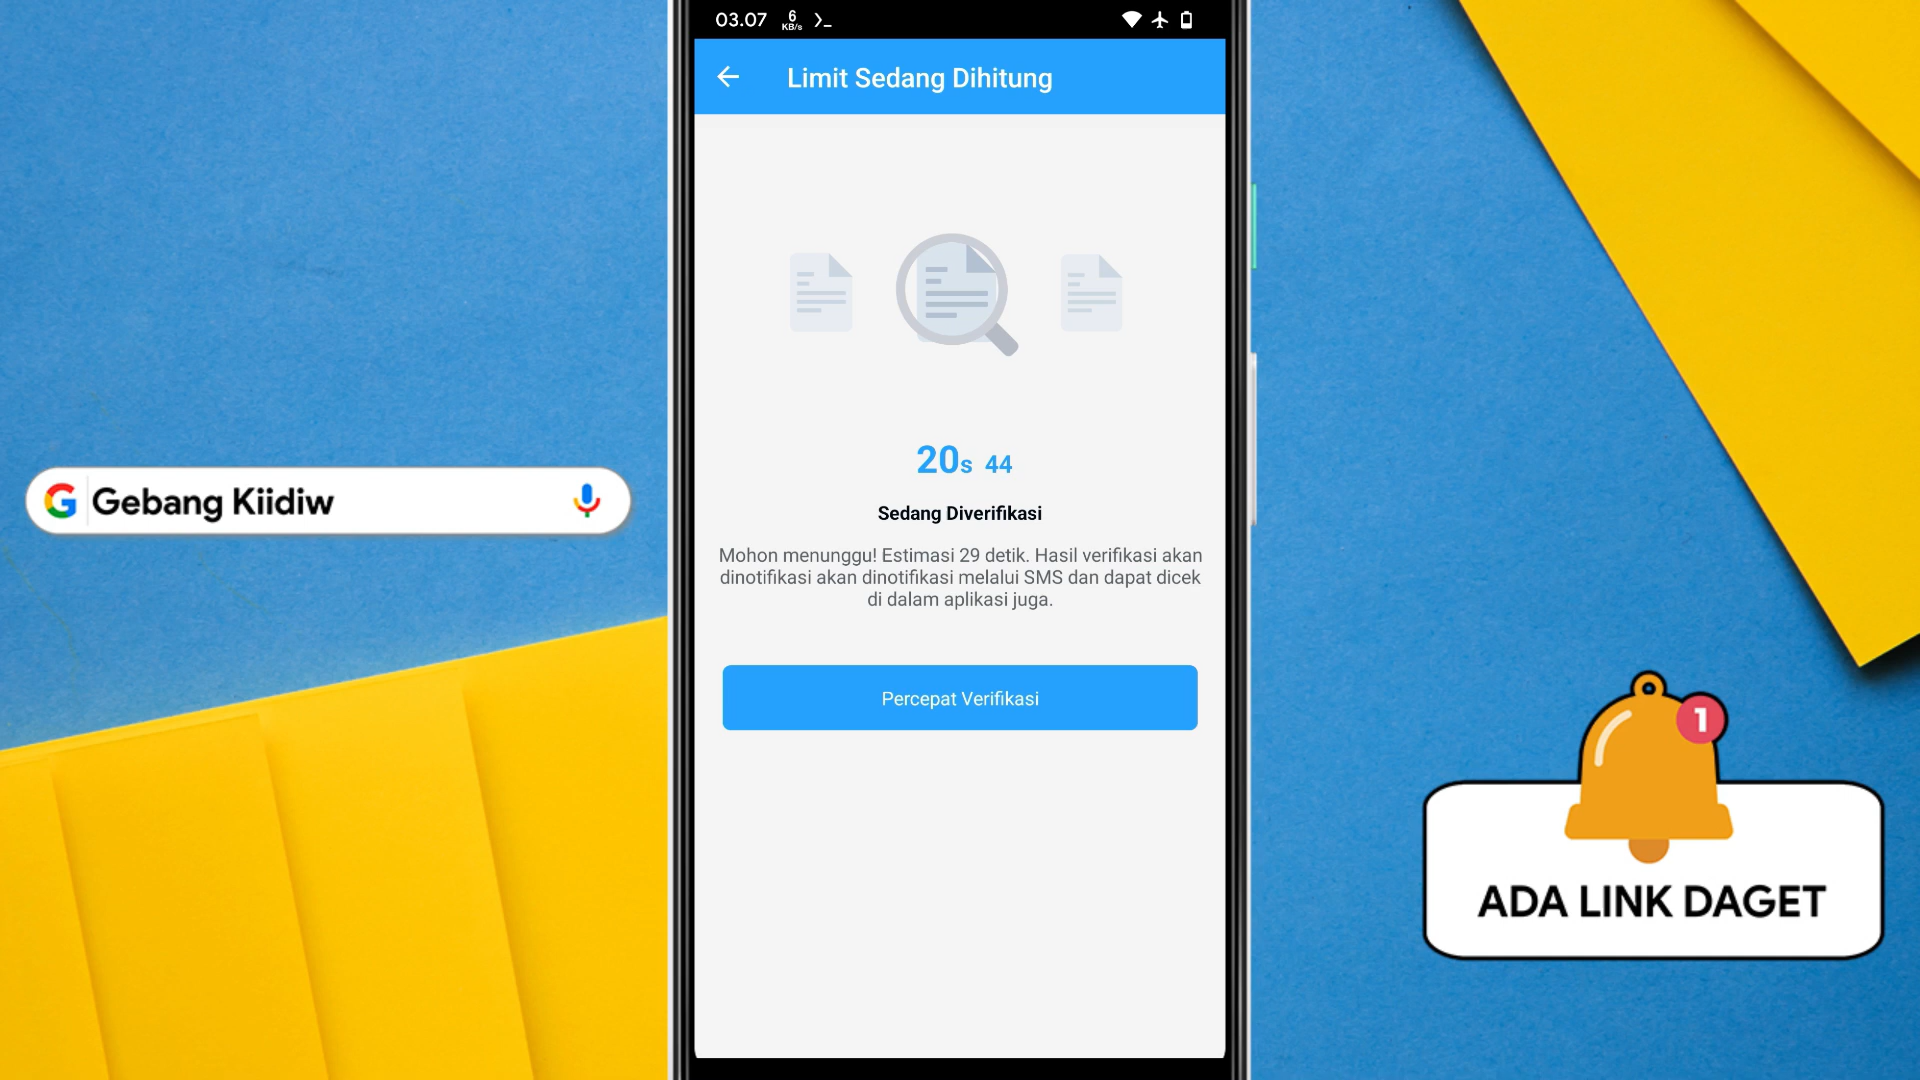 03.07
6
KB/s
Limit Sedang Dihitung
20s 44
Sedang Diverifikasi
Mohon menunggu! Estimasi 29 detik. Hasil verifikasi akan
dinotifikasi akan dinotifikasi melalui SMS dan dapat dicek
di dalam aplikasi juga.
Percepat Verifikasi
G Gebang Kiidiw
1
ADA LINK DAGET